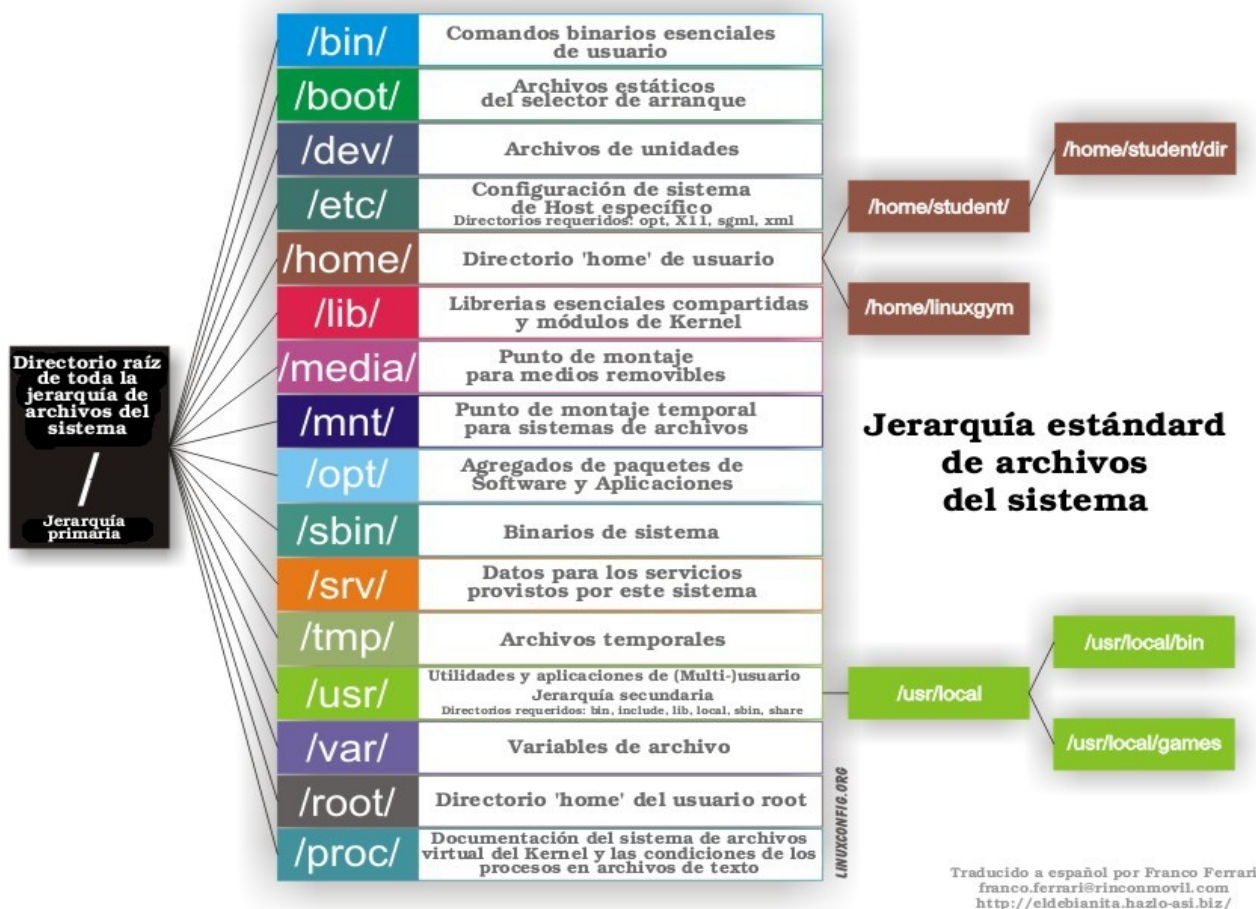 Directorio raíz
de toda la
jerarquía de
archivos del
sistema
/
Jerarquía
primaria
/bin/
Comandos binarios esenciales
de usuario
/boot/
Archivos estáticos
del selector de arranque
/dev/
Archivos de unidades
/etc/
Configuración de sistema
de Host específico
Directorios requeridos: opt, X11, sgml, xml
/home/
Directorio 'home' de usuario
/home/student/
/home/student/dir
/home/linuxgym
/lib/
Librerias esenciales compartidas
y módulos de Kernel
/media/
Punto de montaje
para medios removibles
/mnt/
Punto de montaje temporal
para sistemas de archivos
/opt/
Agregados de paquetes de
Software y Aplicaciones
/sbin/
Binarios de sistema
/srv/
Datos para los servicios
provistos por este sistema
/tmp/
Archivos temporales
/usr/
Utilidades y aplicaciones de (Multi-)usuario
Jerarquía secundaria
Directorios requeridos: bin, include, lib, local, sbin, share
/usr/local
/usr/local/bin
/usr/local/games
/var/
Variables de archivo
/root/
Directorio 'home' del usuario root
/proc/
Documentación del sistema de archivos
virtual del Kernel y las condiciones de los
procesos en archivos de texto
Jerarquía estándard
de archivos
del sistema
LINUXCONFIG.ORG
Traducido a español por Franco Ferrari
franco.ferrari@rinconmovil.com
http://eldebianita.hazlo-asi.biz/